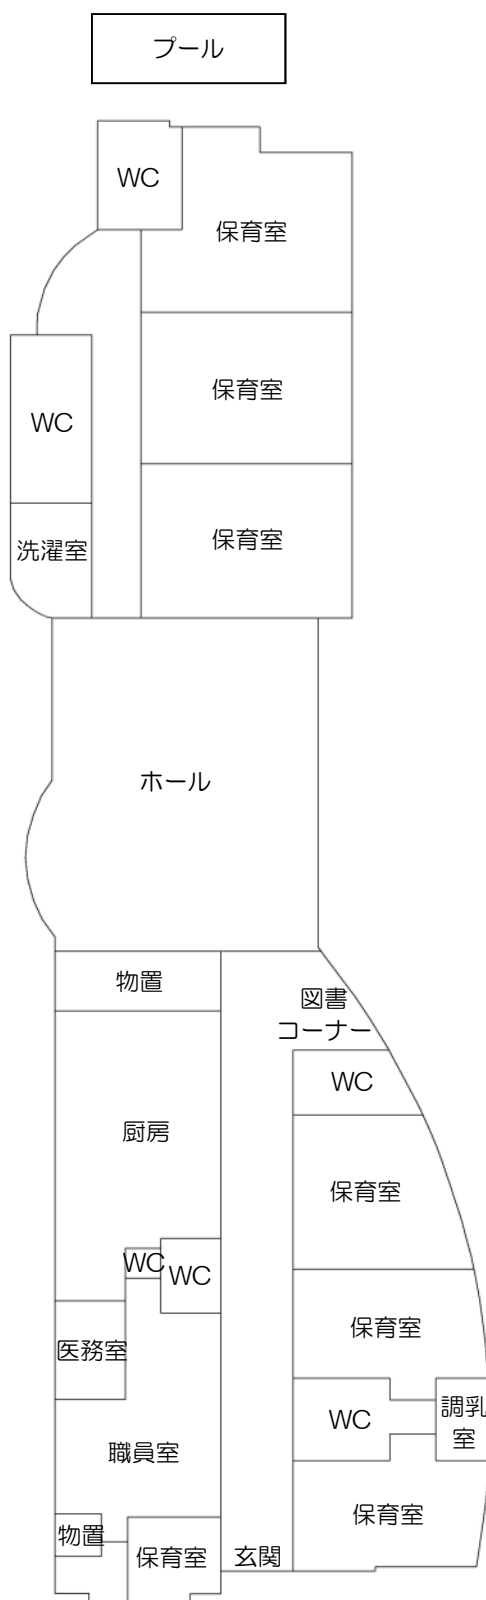 プール
WC
保育室
保育室
WC
保育室
洗濯室
ホール
物置
図書
コーナー
WC
厨房
保育室
WC
WC
保育室
医務室
調乳
室
WC
職員室
保育室
物置
保育室
玄関